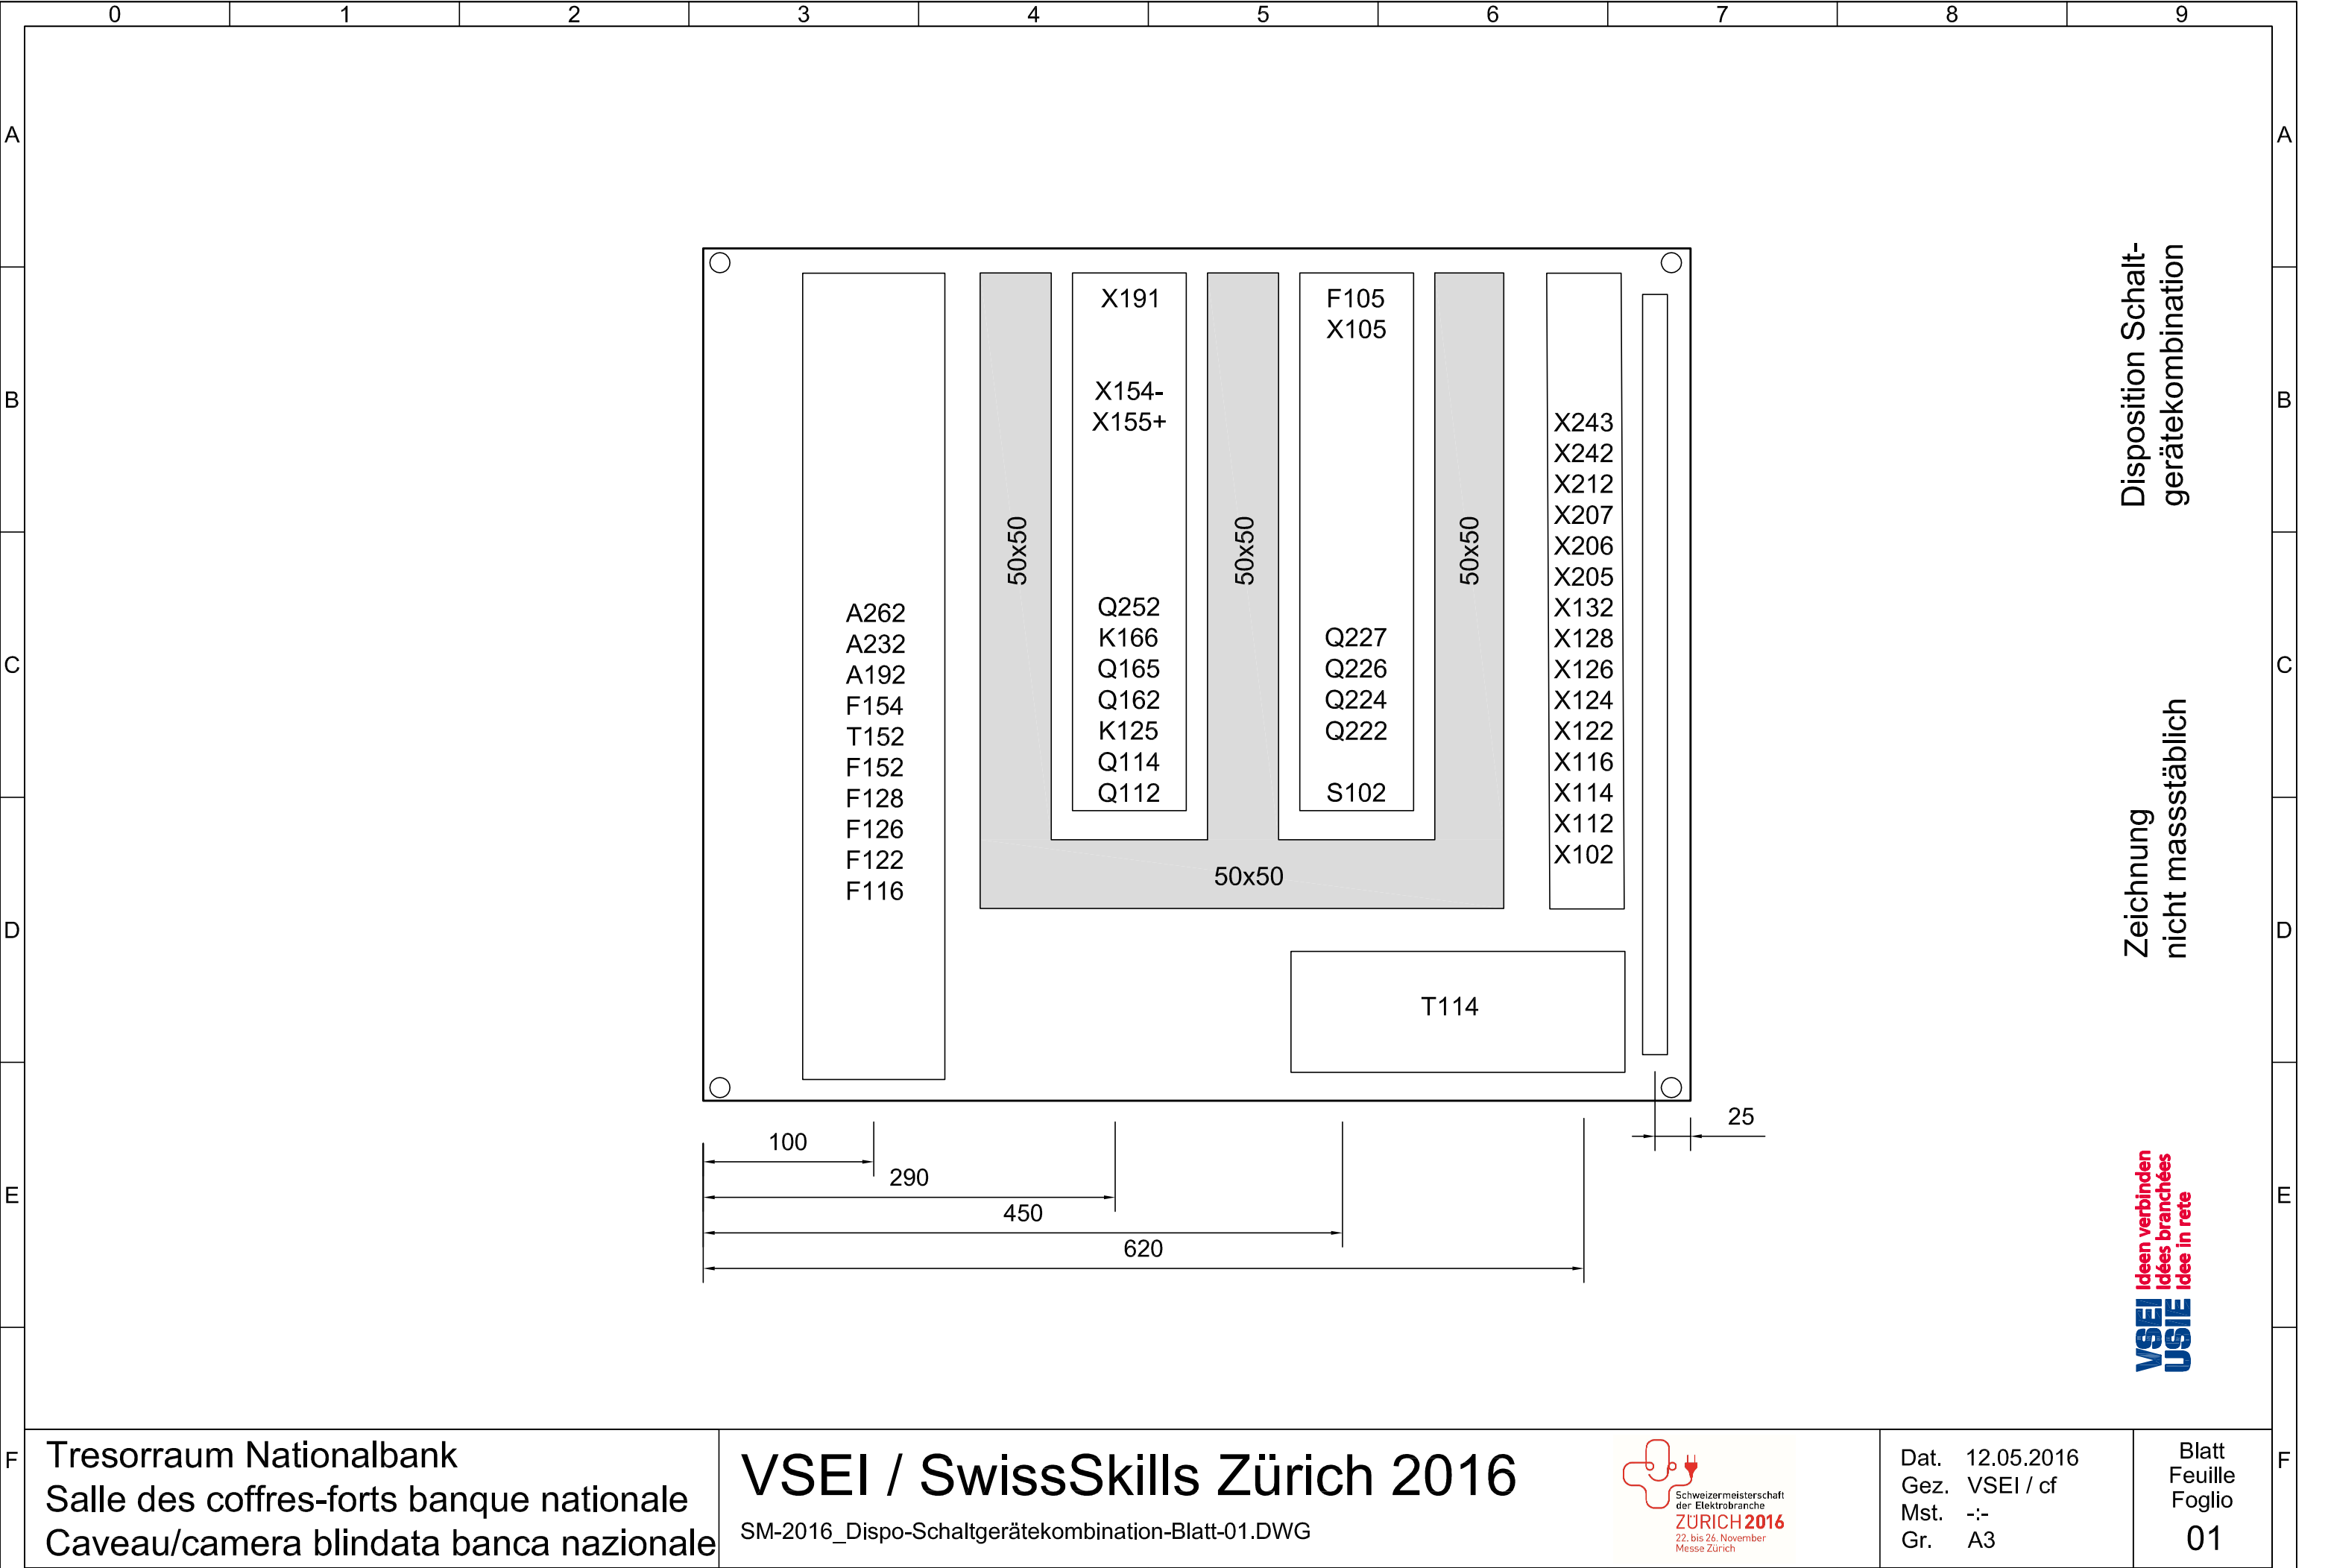 0 1 2 3 4 5 6 7 8 9
A A
B B
C C
D D
E E
F F
Disposition Schalt-
gerätekombination
Zeichnung
nicht massstäblich
A262
A232
A192
F154
T152
F152
F128
F126
F122
F116
50x50
X191
X154-
X155+
Q252
K166
Q165
Q162
K125
Q114
Q112
50x50
F105
X105
Q227
Q226
Q224
Q222
S102
50x50
X243
X242
X212
X207
X206
X205
X132
X128
X126
X124
X122
X116
X114
X112
X102
50x50
T114
25
100
290
450
620
VSEI Ideen verbinden
Idées branchées
USIE Idee in rete
Tresorraum Nationalbank
Salle des coffres-forts banque nationale
Caveau/camera blindata banca nazionale
VSEI / SwissSkills Zürich 2016
SM-2016_Dispo-Schaltgerätekombination-Blatt-01.DWG
Schweizermeisterschaft
der Elektrobranche
ZÜRICH 2016
22. bis 26. November
Messe Zürich
Dat. 12.05.2016
Gez. VSEI / cf
Mst. -:-
Gr. A3
Blatt
Feuille
Foglio
01